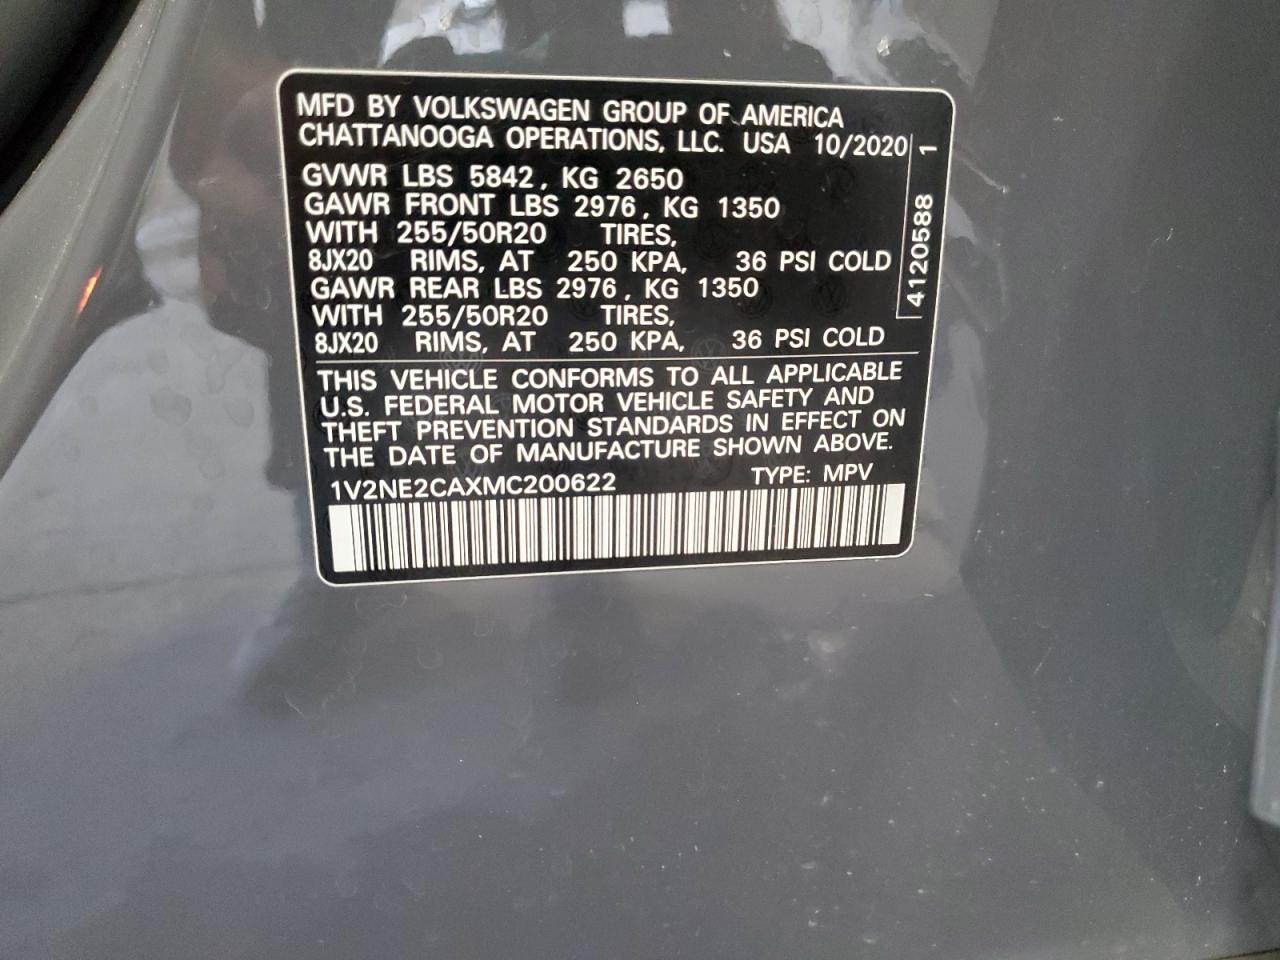 MFD BY VOLKSWAGEN GROUP OF AMERICA
CHATTANOOGA OPERATIONS, LLC. USA 10/2020
GVWR LBS 5842, KG 2650
GAWR FRONT LBS 2976, KG 1350
WITH 255/50R20 TIRES,
8JX20 RIMS, AT 250 KPA, 36 PSI COLD
GAWR REAR LBS 2976, KG 1350
WITH 255/50R20 TIRES,
8JX20 RIMS, AT 250 KPA, 36 PSI COLD
4120588 1
THIS VEHICLE CONFORMS TO ALL APPLICABLE
U.S. FEDERAL MOTOR VEHICLE SAFETY AND
THEFT PREVENTION STANDARDS IN EFFECT ON
THE DATE OF MANUFACTURE SHOWN ABOVE.
1V2NE2CAXMC200622 TYPE: MPV